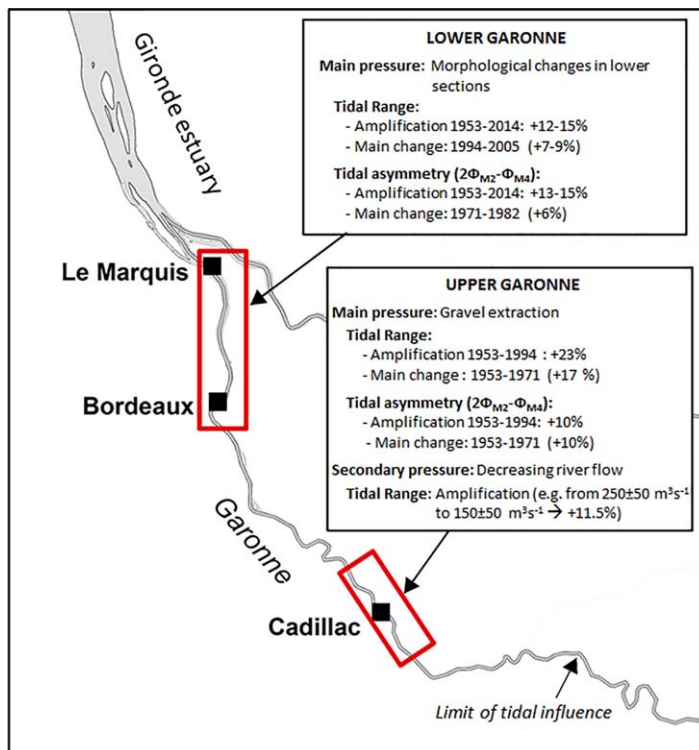 Gironde estuary
LOWER GARONNE
Main pressure: Morphological changes in lower
sections
Tidal Range:
- Amplification 1953-2014: +12-15%
- Main change: 1994-2005 (+7-9%)
Tidal asymmetry (2ΦM2-ΦM4):
- Amplification 1953-2014: +13-15%
- Main change: 1971-1982 (+6%)
Le Marquis
Bordeaux
UPPER GARONNE
Main pressure: Gravel extraction
Tidal Range:
- Amplification 1953-1994 : +23%
- Main change : 1953-1971 (+17 %)
Tidal asymmetry (2ΦM2-ΦM4):
- Amplification 1953-1994: +10%
- Main change: 1953-1971 (+10%)
Secondary pressure: Decreasing river flow
Tidal Range: Amplification (e.g. from 250±50 m³s⁻¹
to 150±50 m³s⁻¹ → +11.5%)
Garonne
Cadillac
Limit of tidal influence